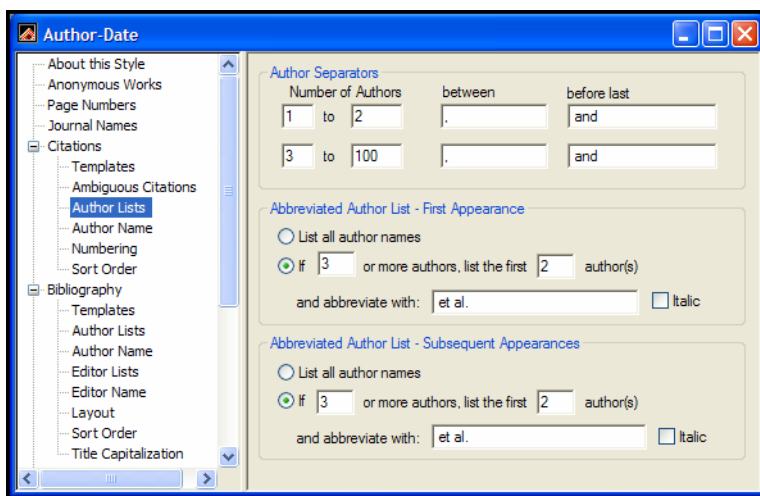 Author-Date
About this Style
Anonymous Works
Page Numbers
Journal Names
Citations
Templates
Ambiguous Citations
Author Lists
Author Name
Numbering
Sort Order
Bibliography
Templates
Author Lists
Author Name
Editor Lists
Editor Name
Layout
Sort Order
Title Capitalization
Author Separators
Number of Authors between before last
1 to 2 , and
3 to 100 , and
Abbreviated Author List - First Appearance
List all author names
If 3 or more authors, list the first 2 author(s)
and abbreviate with: et al. Italic
Abbreviated Author List - Subsequent Appearances
List all author names
If 3 or more authors, list the first 2 author(s)
and abbreviate with: et al. Italic